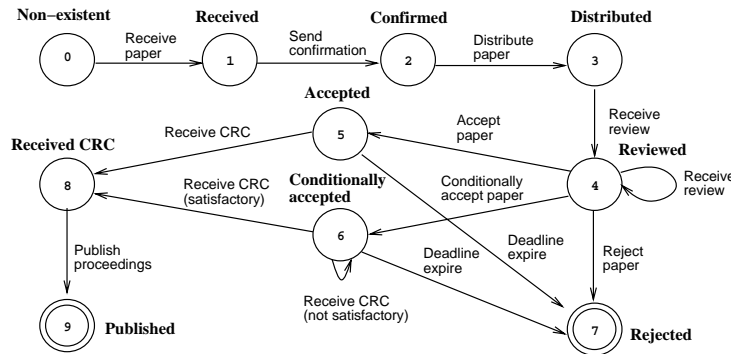 Non-existent
Received
Confirmed
Distributed
0
Receive
paper
1
Send
confirmation
2
Distribute
paper
3
Accepted
Receive CRC
5
Accept
paper
Receive
review
Received CRC
Reviewed
8
Receive CRC
(satisfactory)
Conditionally
accepted
Conditionally
accept paper
4
Receive
review
6
Publish
proceedings
Deadline
expire
Deadline
expire
Reject
paper
Receive CRC
(not satisfactory)
9
Published
7
Rejected